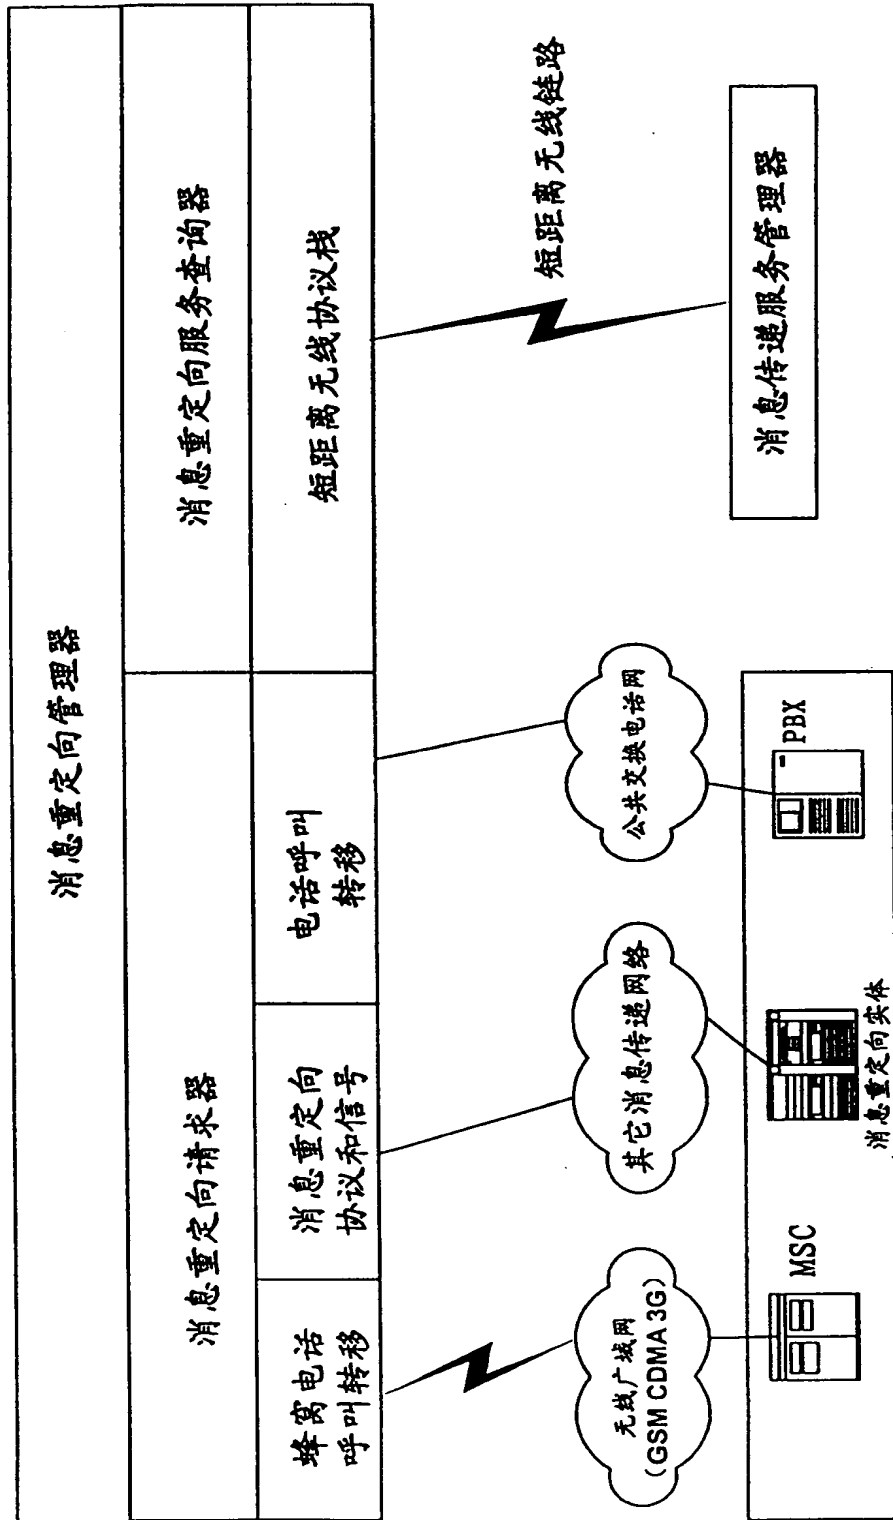 消息重定向管理器
消息重定向请求器
消息重定向服务查询器
蜂窝电话
呼叫转移
消息重定向
协议和信号
电话呼叫
转移
短距离无线协议栈
短距离无线链路
无线广域网
(GSM CDMA 3G)
其它消息传递网络
公共交换电话网
消息传递服务管理器
MSC
消息重定向实体
PBX